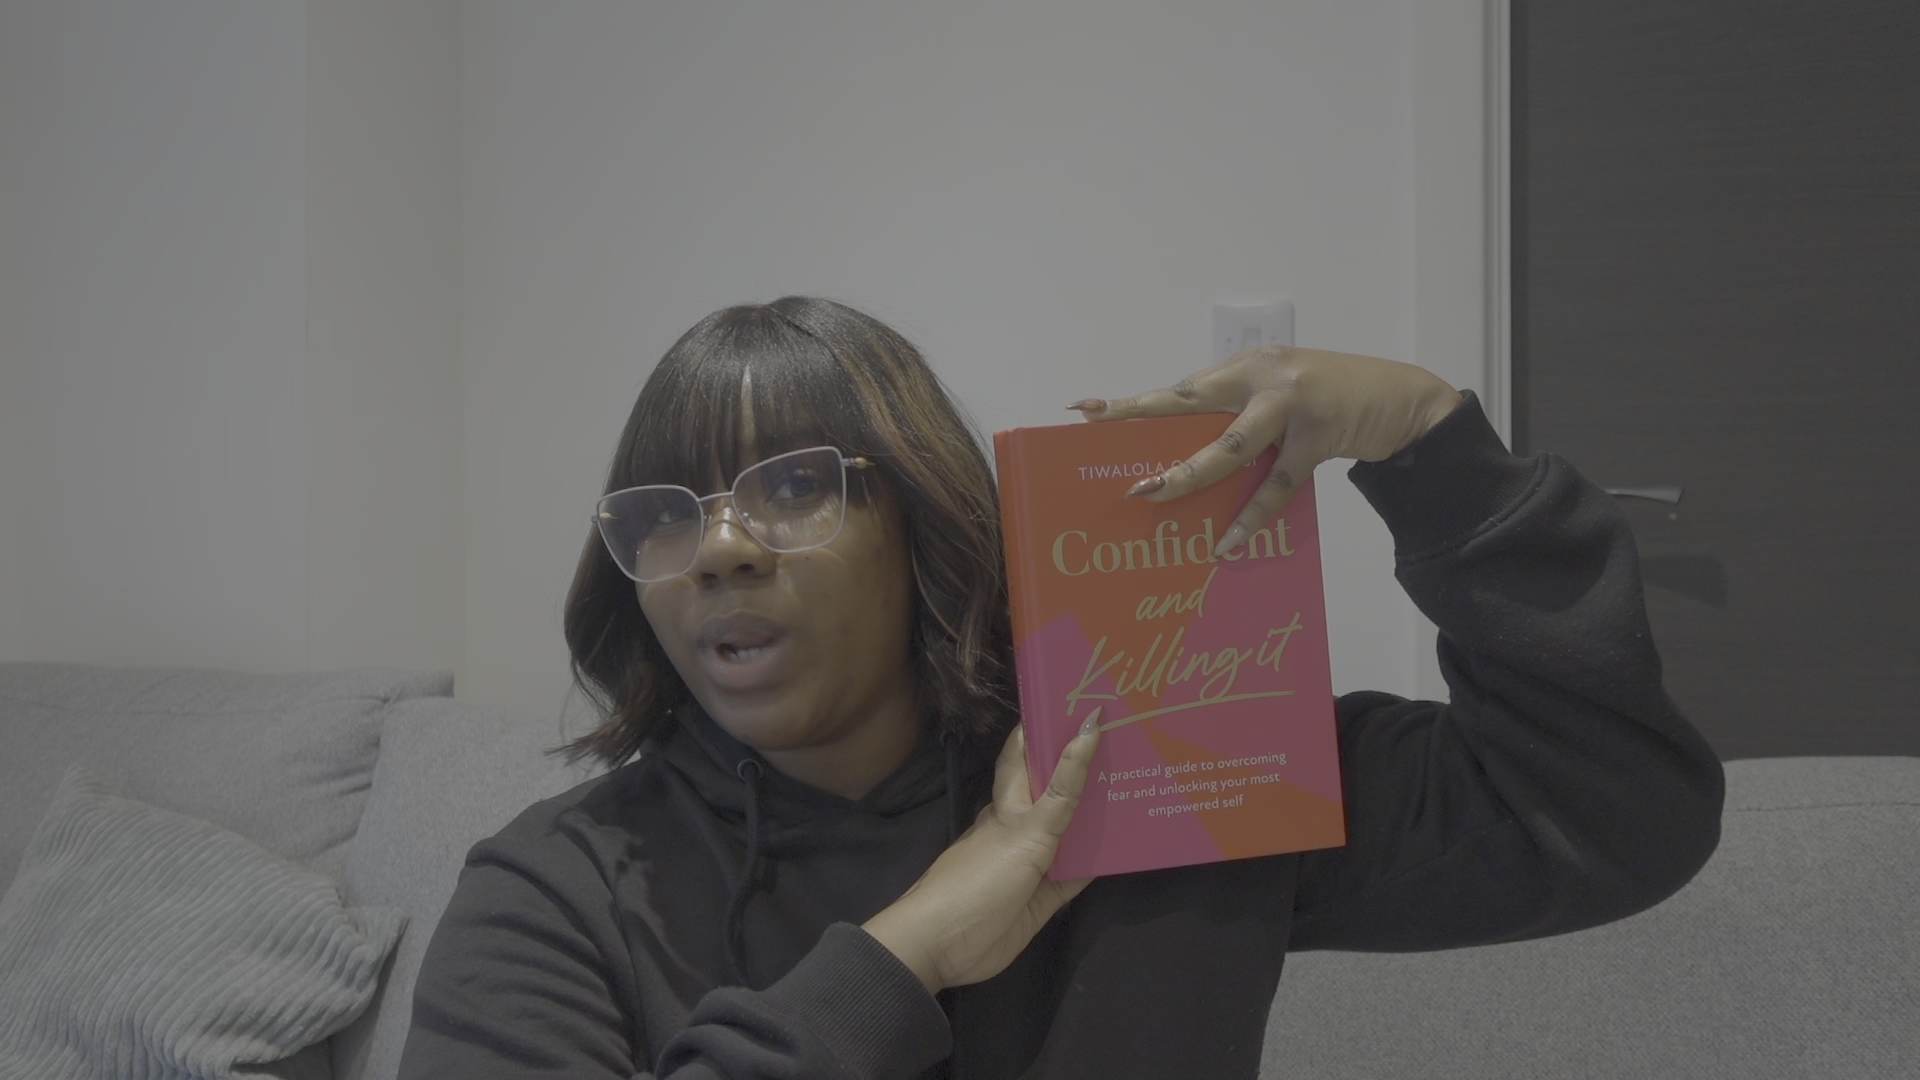 TIWALOLA
Confident
and
Killing it
A practical guide to overcoming
fear and unlocking your most
empowered self